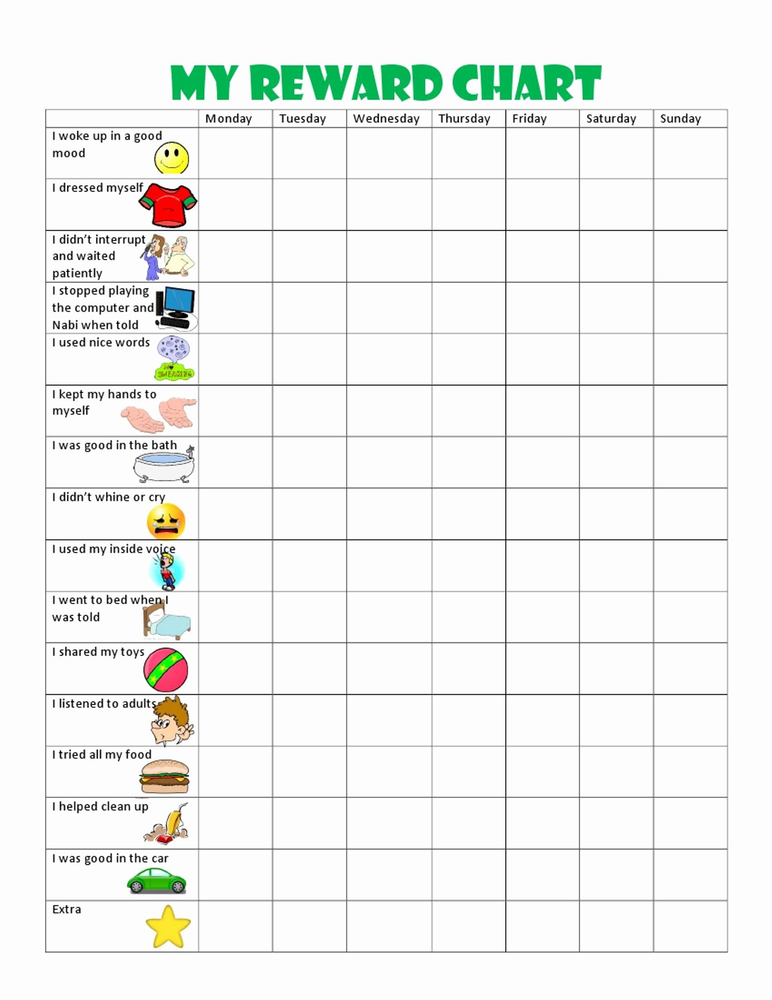 MY REWARD CHART
Monday Tuesday Wednesday Thursday Friday Saturday Sunday
I woke up in a good
mood
I dressed myself
I didn't interrupt
and waited
patiently
I stopped playing
the computer and
Nabi when told
I used nice words
NO
SWEARING
I kept my hands to
myself
I was good in the bath
I didn't whine or cry
I used my inside voice
I went to bed when I
was told
I shared my toys
I listened to adults
I tried all my food
I helped clean up
I was good in the car
Extra